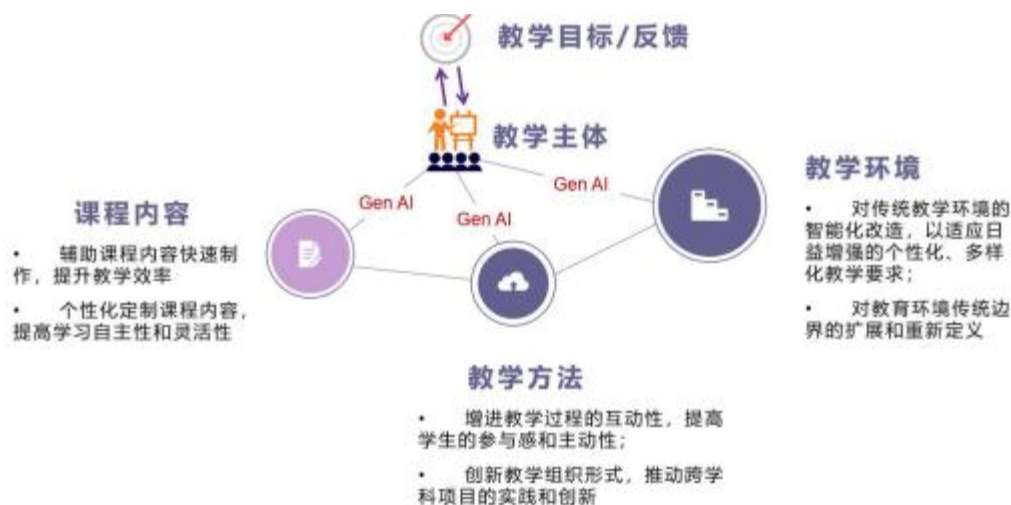 教学目标/反馈
教学主体
Gen AI
Gen AI
Gen AI
课程内容
• 辅助课程内容快速制
作，提升教学效率
• 个性化定制课程内容，
提高学习自主性和灵活性
教学方法
• 增进教学过程的互动性，提高
学生的参与感和主动性；
• 创新教学组织形式，推动跨学
科项目的实践和创新
教学环境
• 对传统教学环境的
智能化改造，以适应日
益增强的个性化、多样
化教学要求；
• 对教育环境传统边
界的扩展和重新定义